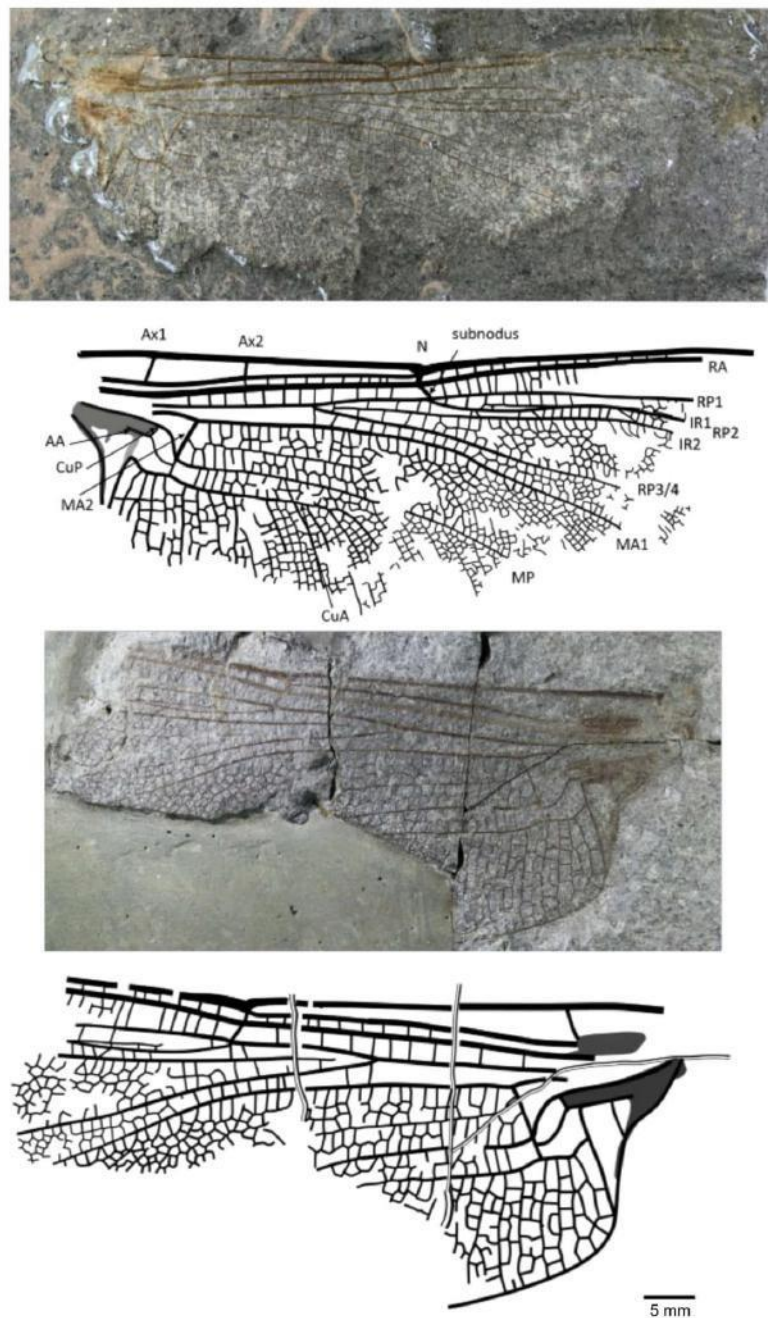 Ax1 Ax2 N subnodus
RA
RP1
IR1
RP2
IR2
AA
CuP
MA2
RP3/4
MA1
MP
CuA
5 mm